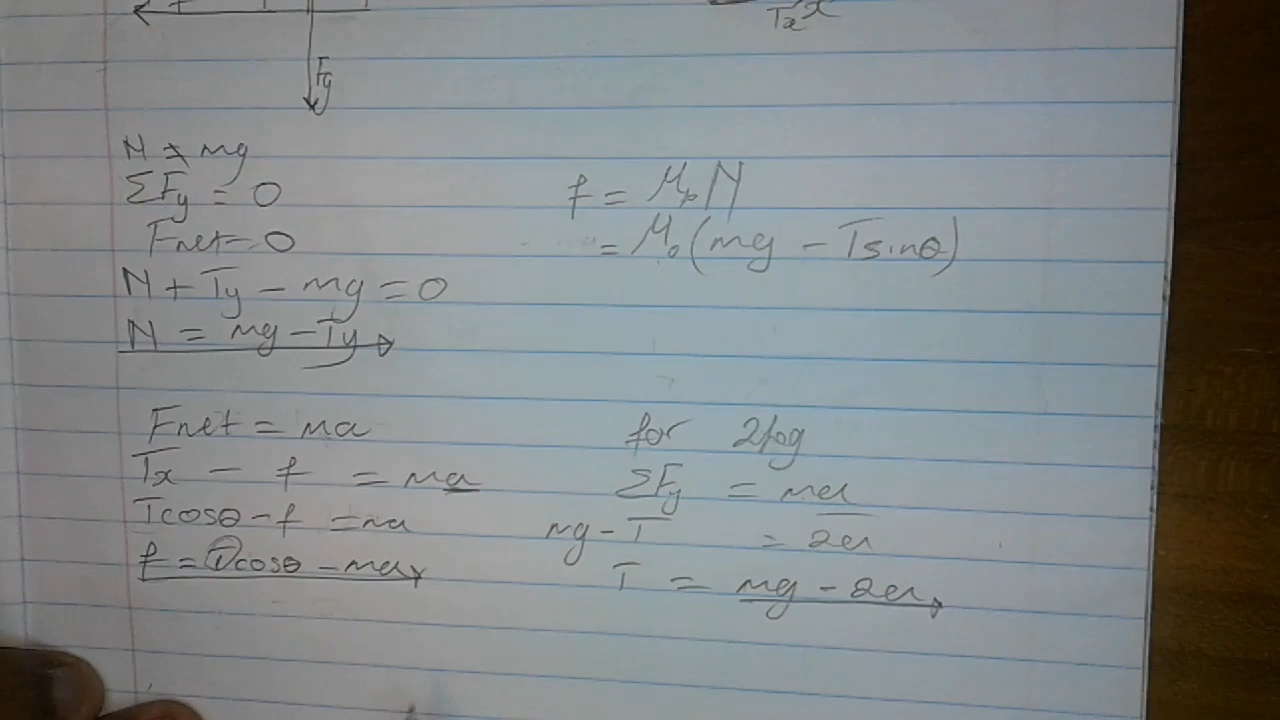 f
Tx x
Fg
N ≠ mg
ΣFy = 0
Fnet = 0
N + Ty - mg = 0
N = mg - Ty
f = μkN
= μk(mg - Tsinθ)
Fnet = ma
Tx - f = ma
Tcosθ - f = ma
f = Tcosθ - ma
for 2kg
ΣFy = ma
mg - T = 2a
T = mg - 2a